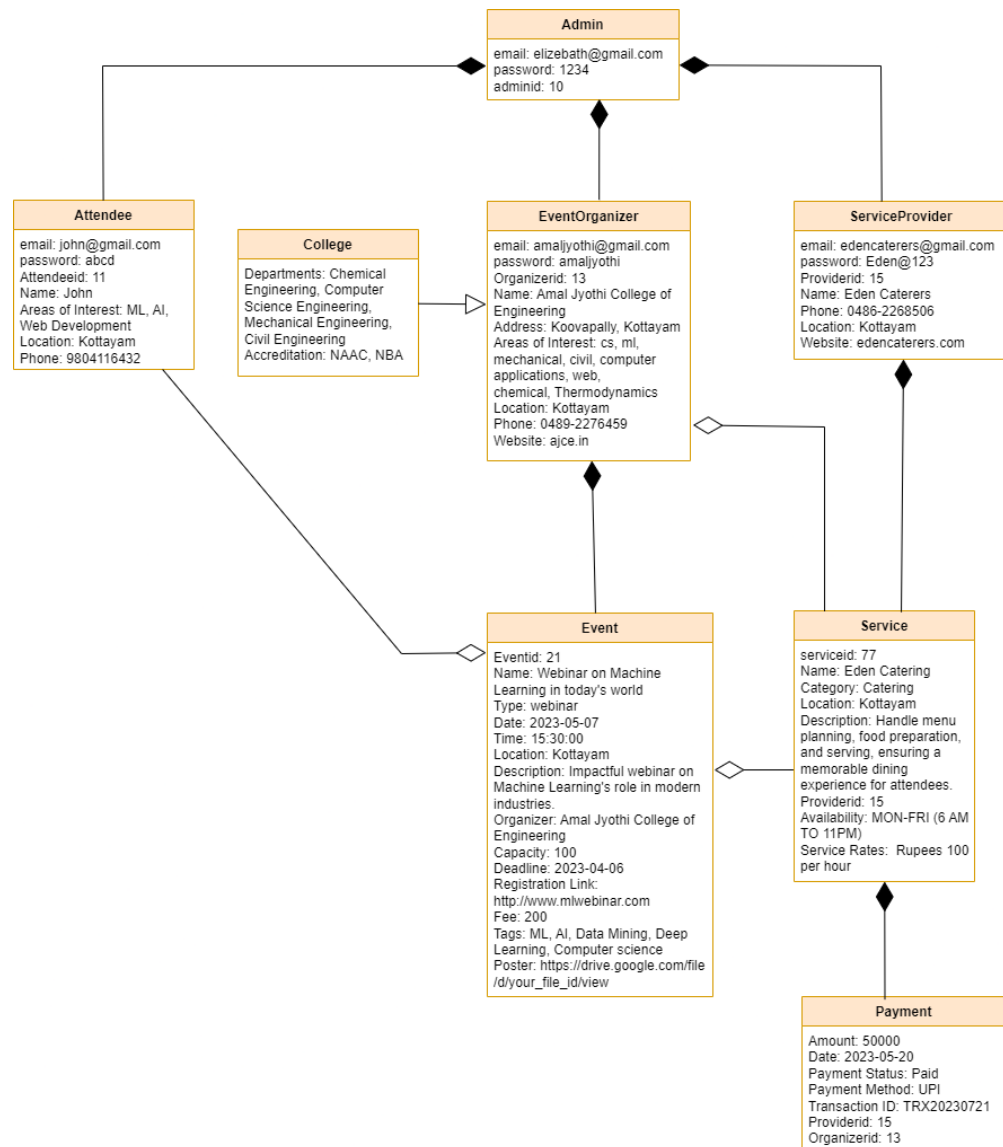 Admin
email: elizebath@gmail.com
password: 1234
adminid: 10
Attendee
email: john@gmail.com
password: abcd
Attendeeid: 11
Name: John
Areas of Interest: ML, AI,
Web Development
Location: Kottayam
Phone: 9804116432
College
Departments: Chemical
Engineering, Computer
Science Engineering,
Mechanical Engineering,
Civil Engineering
Accreditation: NAAC, NBA
EventOrganizer
email: amaljyothi@gmail.com
password: amaljyothi
Organizerid: 13
Name: Amal Jyothi College of
Engineering
Address: Koovapally, Kottayam
Areas of Interest: cs, ml,
mechanical, civil, computer
applications, web,
chemical, Thermodynamics
Location: Kottayam
Phone: 0489-2276459
Website: ajce.in
ServiceProvider
email: edencaterers@gmail.com
password: Eden@123
Providerid: 15
Name: Eden Caterers
Phone: 0486-2268506
Location: Kottayam
Website: edencaterers.com
Event
Eventid: 21
Name: Webinar on Machine
Learning in today's world
Type: webinar
Date: 2023-05-07
Time: 15:30:00
Location: Kottayam
Description: Impactful webinar on
Machine Learning's role in modern
industries.
Organizer: Amal Jyothi College of
Engineering
Capacity: 100
Deadline: 2023-04-06
Registration Link:
http://www.mlwebinar.com
Fee: 200
Tags: ML, AI, Data Mining, Deep
Learning, Computer science
Poster: https://drive.google.com/file
/d/your_file_id/view
Service
serviceid: 77
Name: Eden Catering
Category: Catering
Location: Kottayam
Description: Handle menu
planning, food preparation,
and serving, ensuring a
memorable dining
experience for attendees.
Providerid: 15
Availability: MON-FRI (6 AM
TO 11PM)
Service Rates:  Rupees 100
per hour
Payment
Amount: 50000
Date: 2023-05-20
Payment Status: Paid
Payment Method: UPI
Transaction ID: TRX20230721
Providerid: 15
Organizerid: 13